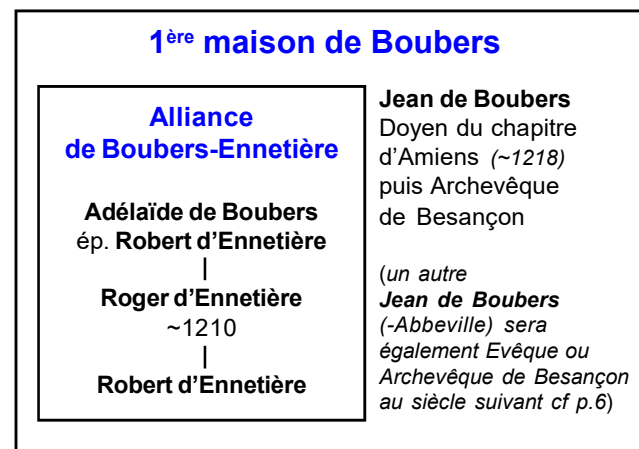 1ère maison de Boubers
Alliance
de Boubers-Ennetière
Adélaïde de Boubers
ép. Robert d'Ennetière
Roger d'Ennetière
~1210
Robert d'Ennetière
Jean de Boubers
Doyen du chapitre
d'Amiens (~1218)
puis Archevêque
de Besançon
(un autre
Jean de Boubers
(-Abbeville) sera
également Evêque ou
Archevêque de Besançon
au siècle suivant cf p.6)